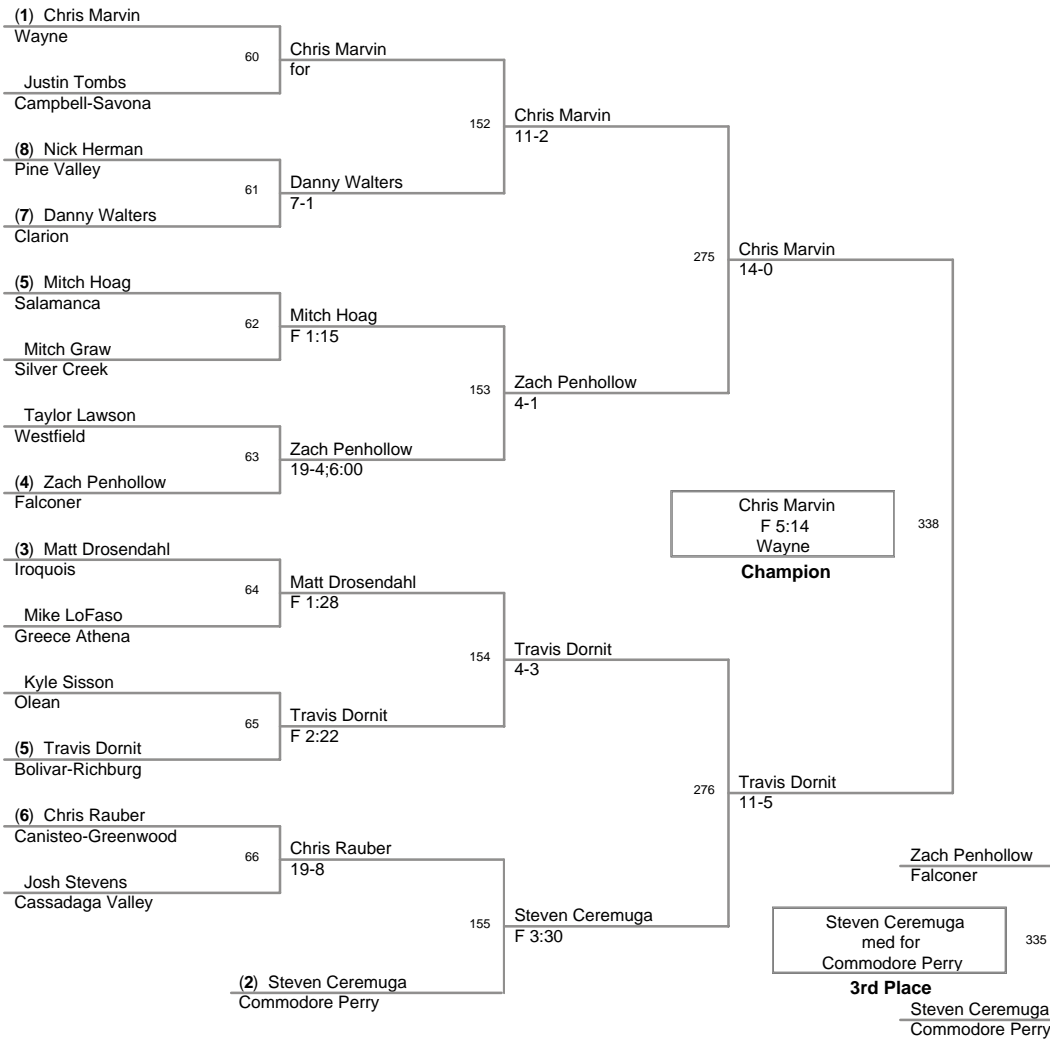 (1) Chris Marvin
Wayne
60
Justin Tombs
Campbell-Savona
(8) Nick Herman
Pine Valley
61
(7) Danny Walters
Clarion
(5) Mitch Hoag
Salamanca
62
Mitch Graw
Silver Creek
Taylor Lawson
Westfield
63
(4) Zach Penhollow
Falconer
(3) Matt Drosendahl
Iroquois
64
Mike LoFaso
Greece Athena
Kyle Sisson
Olean
65
(5) Travis Dornit
Bolivar-Richburg
(6) Chris Rauber
Canisteo-Greenwood
66
Josh Stevens
Cassadaga Valley
Chris Marvin
for
152
Danny Walters
7-1
Mitch Hoag
F 1:15
153
Zach Penhollow
19-4;6:00
Matt Drosendahl
F 1:28
154
Travis Dornit
F 2:22
Chris Rauber
19-8
155
(2) Steven Ceremuga
Commodore Perry
Chris Marvin
11-2
275
Zach Penhollow
4-1
Travis Dornit
4-3
276
Steven Ceremuga
F 3:30
Chris Marvin
14-0
338
Travis Dornit
11-5
Chris Marvin
F 5:14
Wayne
Champion
Zach Penhollow
Falconer
Steven Ceremuga
med for
Commodore Perry
335
3rd Place
Steven Ceremuga
Commodore Perry